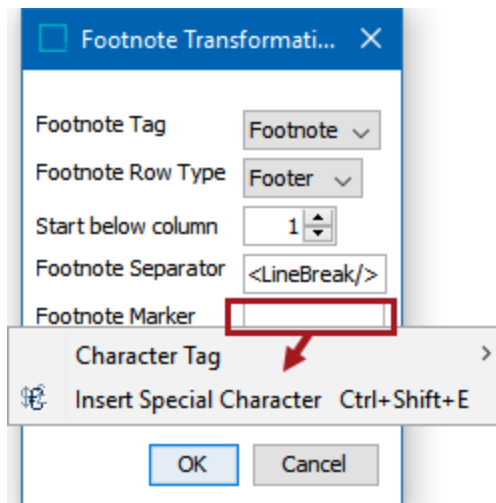 Footnote Transformati...
Footnote Tag Footnote
Footnote Row Type Footer
Start below column 1
Footnote Separator <LineBreak/>
Footnote Marker
Character Tag
Insert Special Character Ctrl+Shift+E
OK Cancel